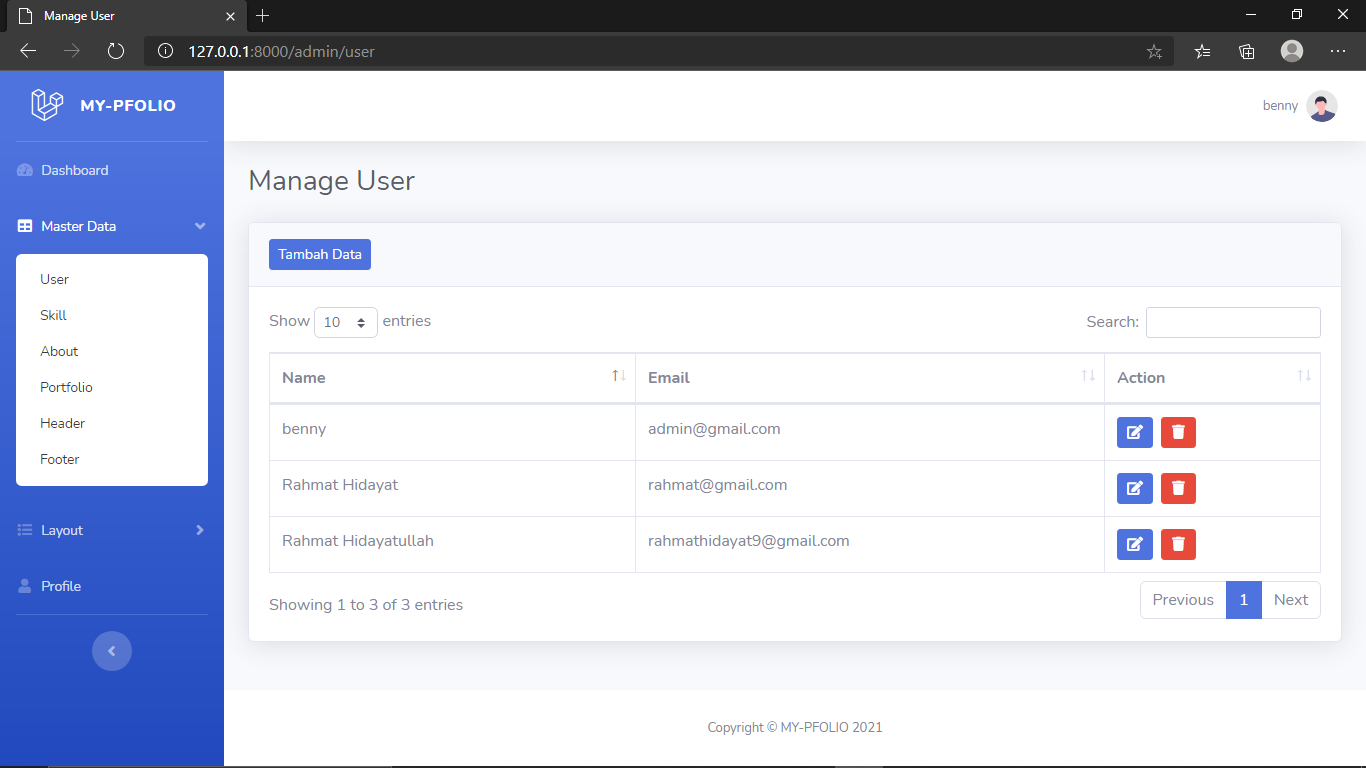 Manage User
127.0.0.1:8000/admin/user
MY-PFOLIO
benny
Dashboard
Master Data
User
Skill
About
Portfolio
Header
Footer
Layout
Profile
Manage User
Tambah Data
Show 10 entries
Search:
Name Email Action
benny admin@gmail.com
Rahmat Hidayat rahmat@gmail.com
Rahmat Hidayatullah rahmathidayat9@gmail.com
Showing 1 to 3 of 3 entries
Previous 1 Next
Copyright © MY-PFOLIO 2021